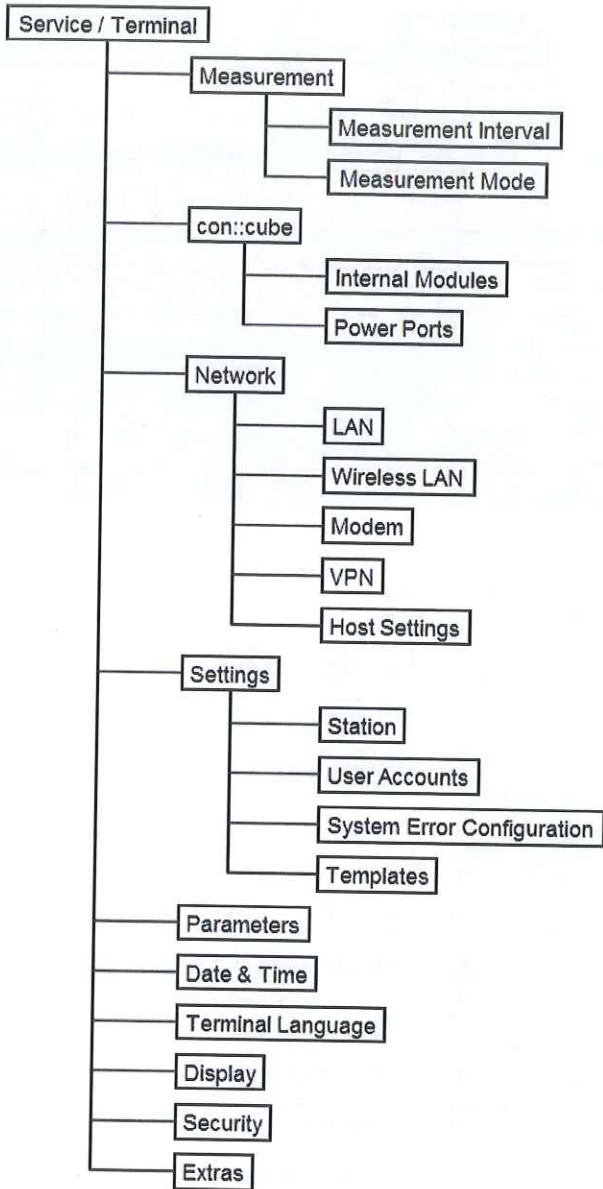 Service / Terminal
Measurement
Measurement Interval
Measurement Mode
con::cube
Internal Modules
Power Ports
Network
LAN
Wireless LAN
Modem
VPN
Host Settings
Settings
Station
User Accounts
System Error Configuration
Templates
Parameters
Date & Time
Terminal Language
Display
Security
Extras